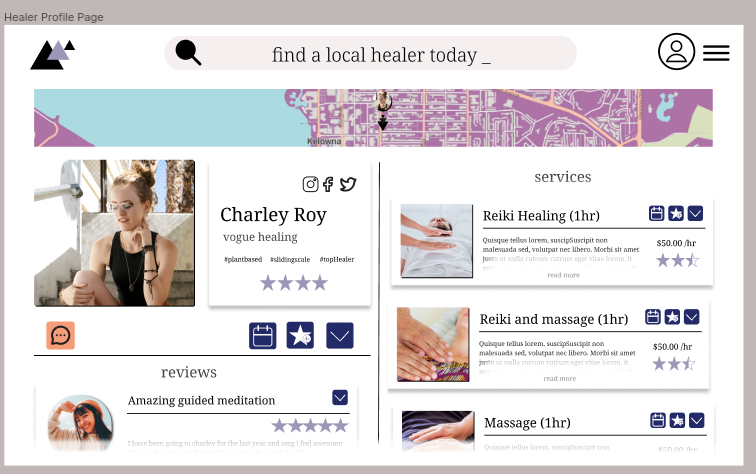 Healer Profile Page
find a local healer today _
Kelowna
Charley Roy
vogue healing
#plantbased #slidingscale #topHealer
reviews
Amazing guided meditation
I have been going to charley for the last year and omg i feel awesome
services
Reiki Healing (1hr)
Quisque tellus lorem, suscipSuscipit non
malesuada sed, volutpat nec libero. Morbi sit amet
justo ut nulla rutrum rutrum eget vitae lorem. It
read more
$50.00 /hr
Reiki and massage (1hr)
Quisque tellus lorem, suscipSuscipit non
malesuada sed, volutpat nec libero. Morbi sit amet
justo ut nulla rutrum rutrum eget vitae lorem. It
read more
$50.00 /hr
Massage (1hr)
Quisque tellus lorem, suscipSuscipit non
$50.00 /hr